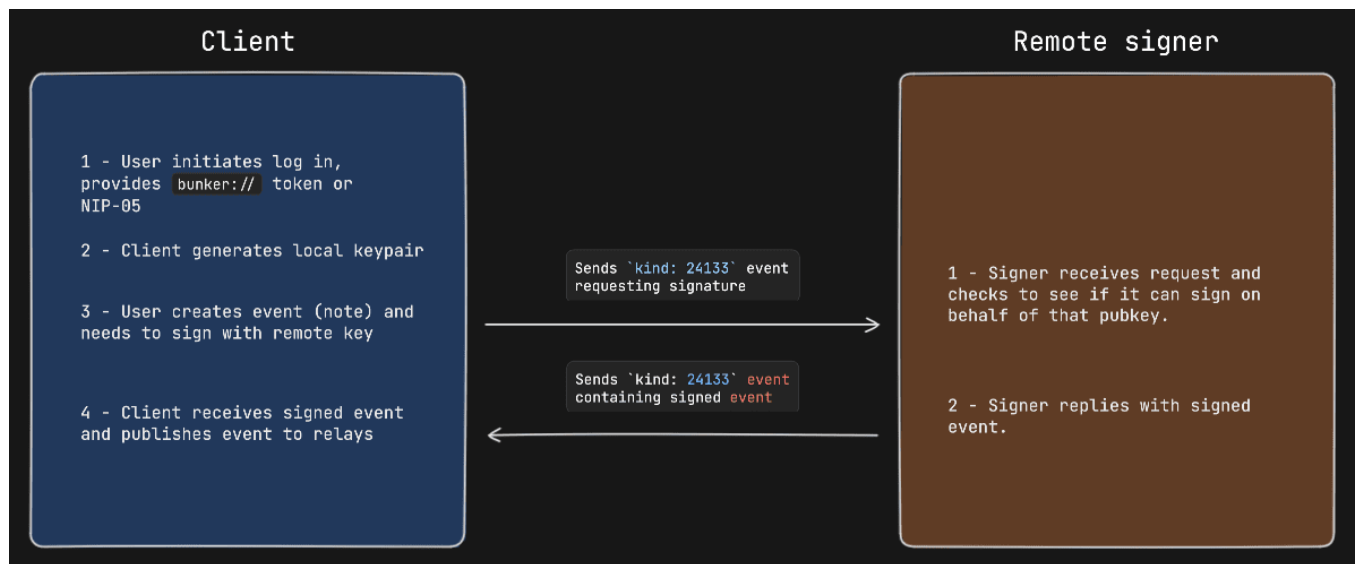 Client
1 - User initiates log in,
provides bunker:// token or
NIP-05
2 - Client generates local keypair
3 - User creates event (note) and
needs to sign with remote key
4 - Client receives signed event
and publishes event to relays
Sends `kind: 24133` event
requesting signature
Sends `kind: 24133` event
containing signed event
Remote signer
1 - Signer receives request and
checks to see if it can sign on
behalf of that pubkey.
2 - Signer replies with signed
event.